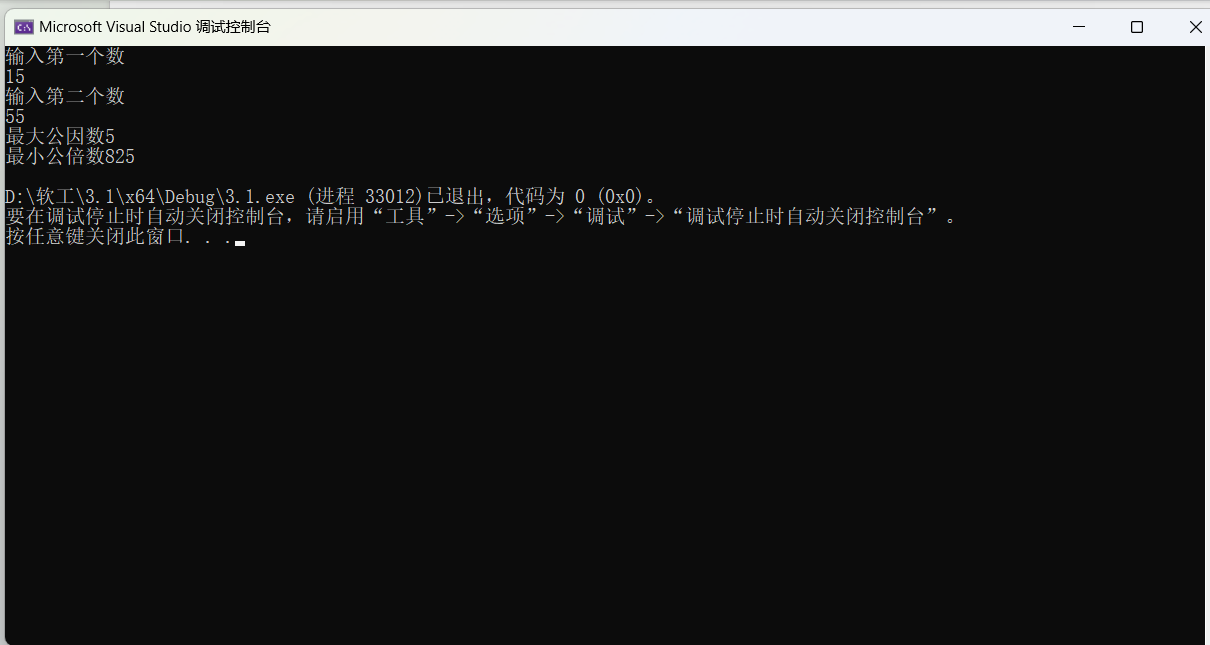 Microsoft Visual Studio 调试控制台
输入第一个数
15
输入第二个数
55
最大公因数5
最小公倍数825
D:\软工\3.1\x64\Debug\3.1.exe (进程 33012)已退出，代码为 0 (0x0)。
要在调试停止时自动关闭控制台，请启用“工具”->“选项”->“调试”->“调试停止时自动关闭控制台”。
按任意键关闭此窗口. . .